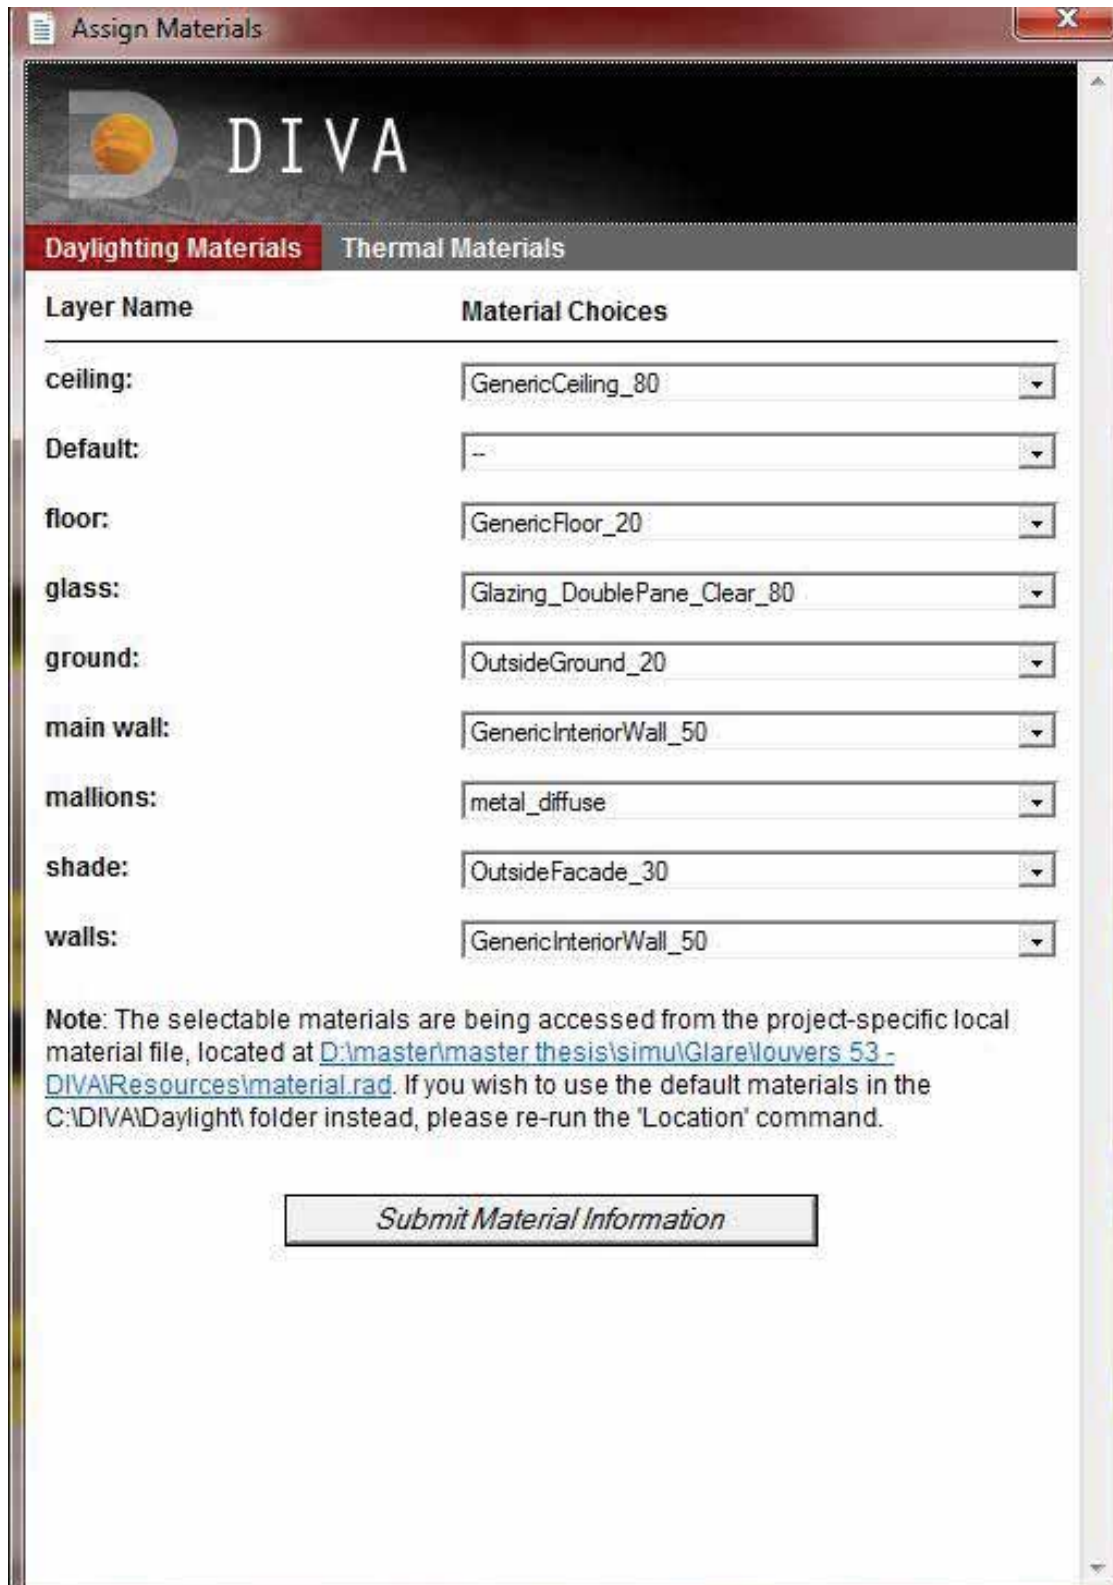 Assign Materials
DIVA
Daylighting Materials Thermal Materials
Layer Name Material Choices
ceiling: GenericCeiling_80
Default: --
floor: GenericFloor_20
glass: Glazing_DoublePane_Clear_80
ground: OutsideGround_20
main wall: GenericInteriorWall_50
mallions: metal_diffuse
shade: OutsideFacade_30
walls: GenericInteriorWall_50
Note: The selectable materials are being accessed from the project-specific local
material file, located at D:\master\master thesis\simu\Glare\louvers 53 -
DIVA\Resources\material.rad. If you wish to use the default materials in the
C:\DIVA\Daylight\ folder instead, please re-run the 'Location' command.
Submit Material Information